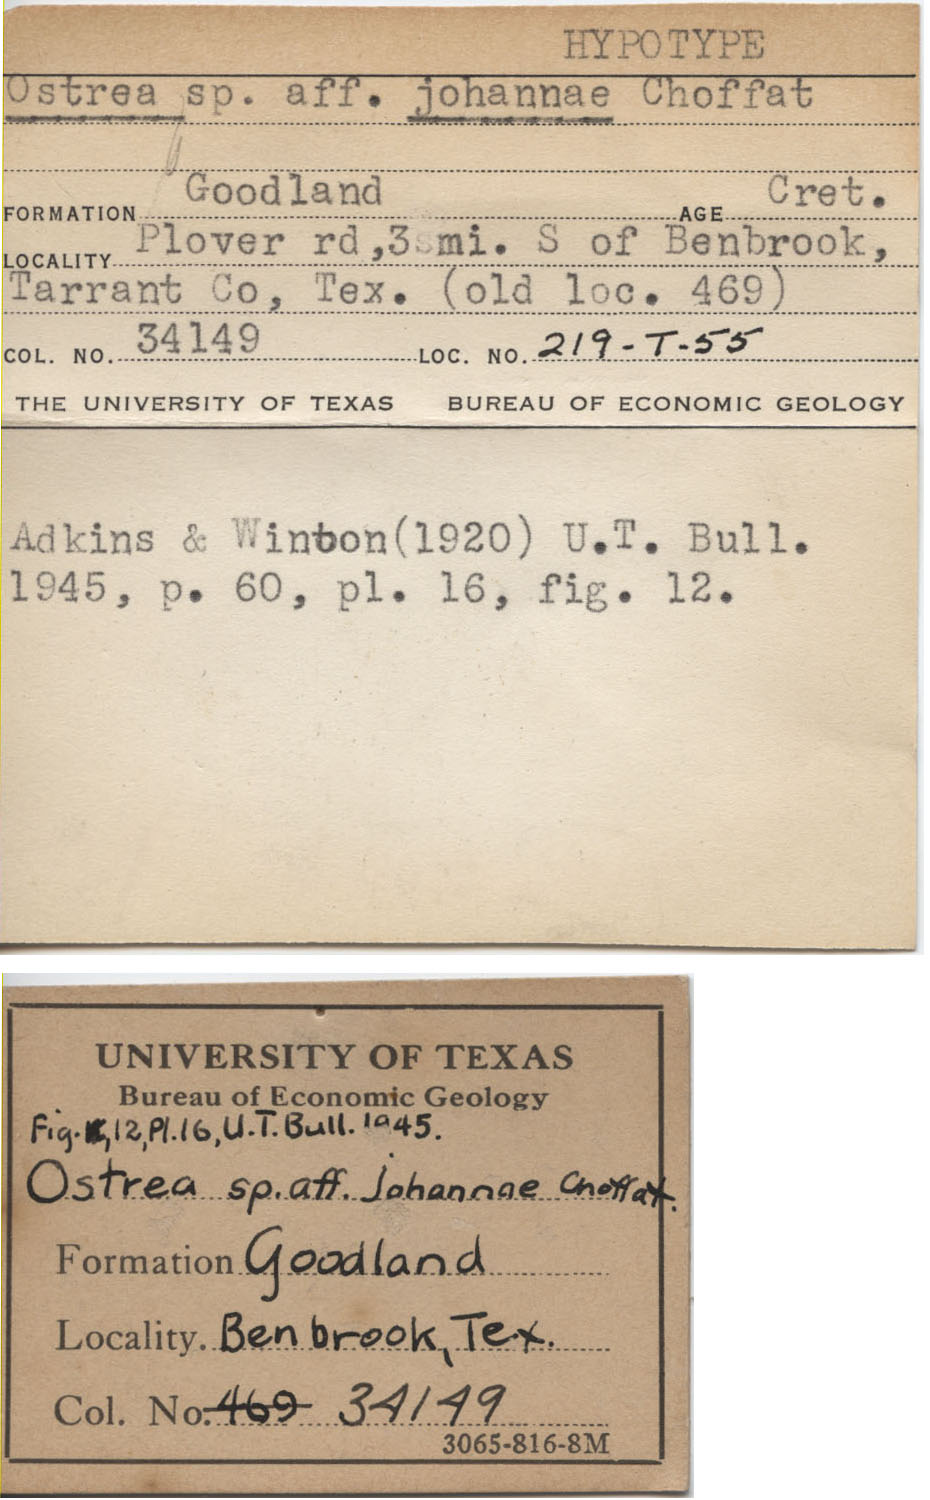 HYPOTYPE
Ostrea sp. aff. johannae Choffat
FORMATION Goodland AGE Cret.
LOCALITY Plover rd,3 mi. S of Benbrook,
Tarrant Co, Tex. (old loc. 469)
COL. NO. 34149 LOC. NO. 219-T-55
THE UNIVERSITY OF TEXAS BUREAU OF ECONOMIC GEOLOGY
Adkins & Winton(1920) U.T. Bull.
1945, p. 60, pl. 16, fig. 12.
UNIVERSITY OF TEXAS
Bureau of Economic Geology
Fig. 12, Pl.16, U.T. Bull. 1945.
Ostrea sp. aff. johannae Choffat.
Formation Goodland
Locality. Benbrook, Tex.
Col. No. 469 34149
3065-816-8M